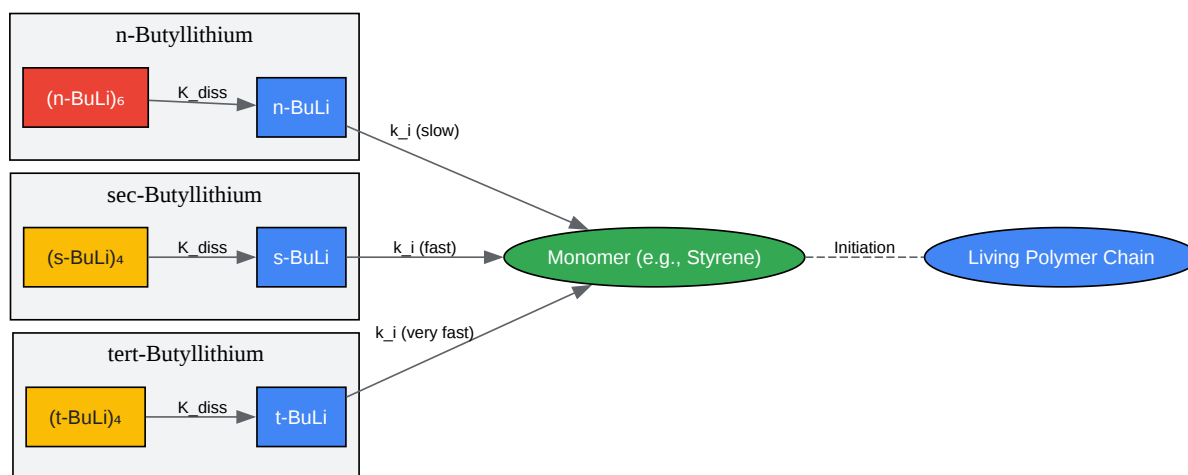 n-Butyllithium
(n-BuLi)₆
K_diss
n-BuLi
k_i (slow)
sec-Butyllithium
(s-BuLi)₄
K_diss
s-BuLi
k_i (fast)
Monomer (e.g., Styrene)
Initiation
Living Polymer Chain
k_i (very fast)
tert-Butyllithium
(t-BuLi)₄
K_diss
t-BuLi